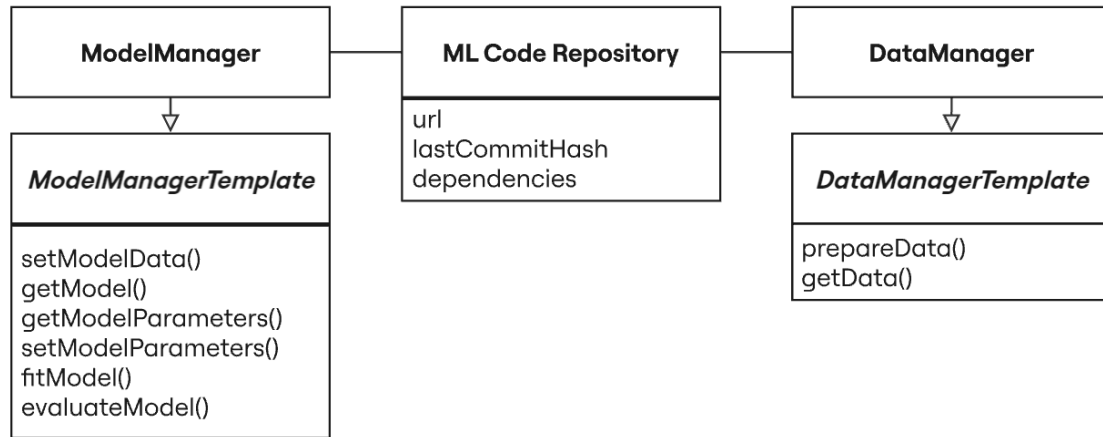 ModelManager
ModelManagerTemplate
setModelData()
getModel()
getModelParameters()
setModelParameters()
fitModel()
evaluateModel()
ML Code Repository
url
lastCommitHash
dependencies
DataManager
DataManagerTemplate
prepareData()
getData()